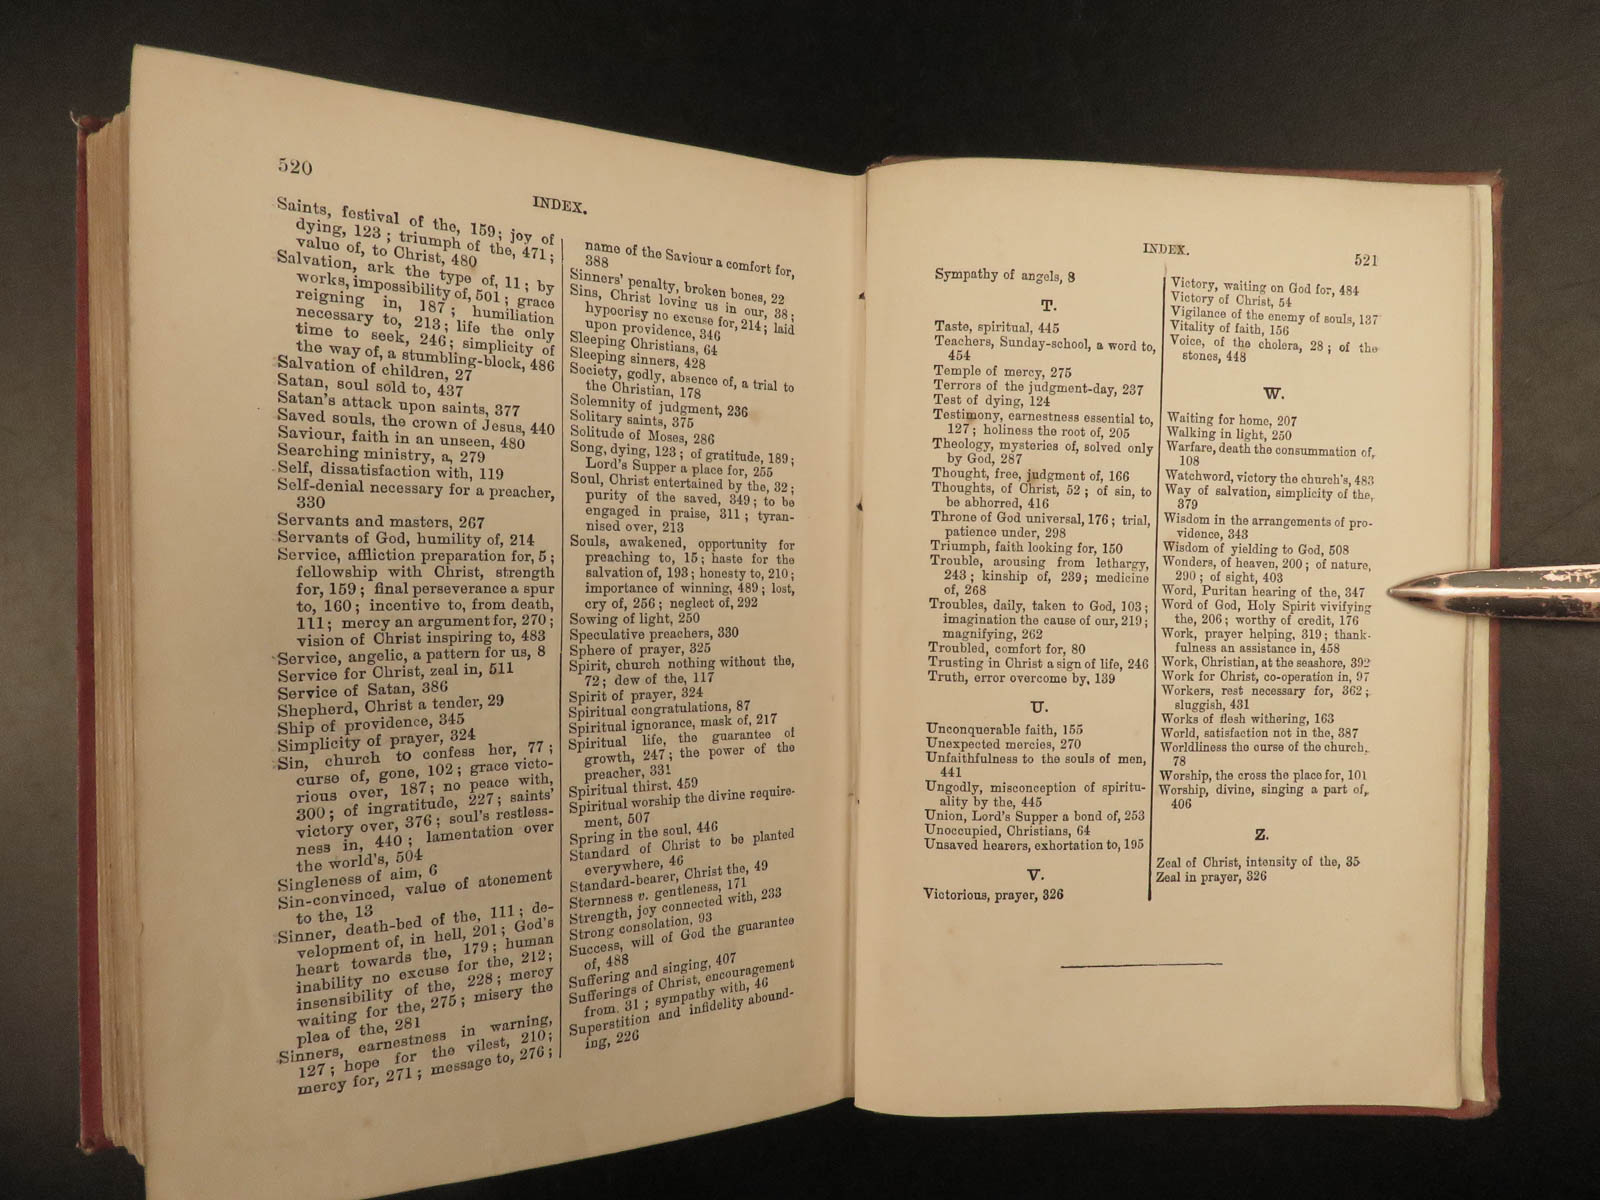 520
INDEX.
Saints, festival of the, 159; joy of
dying, 123; triumph of the, 471;
value of, to Christ, 480
Salvation, ark the type of, 11; by
works, impossibility of, 501; grace
reigning in, 187; humiliation
necessary to, 213; life the only
time to seek, 246; simplicity of
the way of, a stumbling-block, 486
Salvation of children, 27
Satan, soul sold to, 437
Satan's attack upon saints, 377
Saved souls, the crown of Jesus, 440
Saviour, faith in an unseen, 480
Searching ministry, a, 279
Self, dissatisfaction with, 119
Self-denial necessary for a preacher,
330
Servants and masters, 267
Servants of God, humility of, 214
Service, affliction preparation for, 5;
fellowship with Christ, strength
for, 159; final perseverance a spur
to, 160; incentive to, from death,
111; mercy an argument for, 270;
vision of Christ inspiring to, 483
Service, angelic, a pattern for us, 8
Service for Christ, zeal in, 511
Service of Satan, 386
Shepherd, Christ a tender, 29
Ship of providence, 345
Simplicity of prayer, 324
Sin, church to confess her, 77;
curse of, gone, 102; grace victo-
rious over, 187; no peace with,
300; of ingratitude, 227; saints'
victory over, 376; soul's restless-
ness in, 440; lamentation over
the world's, 504
Singleness of aim, 6
Sin-convinced, value of atonement
to the, 13
Sinner, death-bed of the, 111; de-
velopment of, in hell, 201; God's
heart towards the, 179; human
inability no excuse for the, 212;
insensibility of the, 228; mercy
waiting for the, 275; misery the
plea of the, 281
Sinners, earnestness in warning,
127; hope for the vilest, 210;
mercy for, 271; message to, 276;
name of the Saviour a comfort for,
388
Sinners' penalty, broken bones, 22
Sins, Christ loving us in our, 38;
hypocrisy no excuse for, 214; laid
upon providence, 346
Sleeping Christians, 64
Sleeping sinners, 428
Society, godly, absence of, a trial to
the Christian, 178
Solemnity of judgment, 236
Solitary saints, 375
Solitude of Moses, 286
Song, dying, 123; of gratitude, 189;
Lord's Supper a place for, 255
Soul, Christ entertained by the, 32;
purity of the saved, 349; to be
engaged in praise, 311; tyran-
nised over, 213
Souls, awakened, opportunity for
preaching to, 15; haste for the
salvation of, 193; honesty to, 210;
importance of winning, 489; lost,
cry of, 256; neglect of, 292
Sowing of light, 250
Speculative preachers, 330
Sphere of prayer, 325
Spirit, church nothing without the,
72; dew of the, 117
Spirit of prayer, 324
Spiritual congratulations, 87
Spiritual ignorance, mask of, 217
Spiritual life, the guarantee of
growth, 247; the power of the
preacher, 331
Spiritual thirst, 459
Spiritual worship the divine require-
ment, 507
Spring in the soul, 446
Standard of Christ to be planted
everywhere, 46
Standard-bearer, Christ the, 49
Sternness v. gentleness, 171
Strength, joy connected with, 233
Strong consolation, 93
Success, will of God the guarantee
of, 488
Suffering and singing, 407
Sufferings of Christ, encouragement
from, 31; sympathy with, 46
Superstition and infidelity abound-
ing, 226
INDEX.
521
Sympathy of angels, 8
T.
Taste, spiritual, 445
Teachers, Sunday-school, a word to,
454
Temple of mercy, 275
Terrors of the judgment-day, 237
Test of dying, 124
Testimony, earnestness essential to,
127; holiness the root of, 205
Theology, mysteries of, solved only
by God, 287
Thought, free, judgment of, 166
Thoughts, of Christ, 52; of sin, to
be abhorred, 416
Throne of God universal, 176; trial,
patience under, 298
Triumph, faith looking for, 150
Trouble, arousing from lethargy,
243; kinship of, 239; medicine
of, 268
Troubles, daily, taken to God, 103;
imagination the cause of our, 219;
magnifying, 262
Troubled, comfort for, 80
Trusting in Christ a sign of life, 246
Truth, error overcome by, 139
U.
Unconquerable faith, 155
Unexpected mercies, 270
Unfaithfulness to the souls of men,
441
Ungodly, misconception of spiritu-
ality by the, 445
Union, Lord's Supper a bond of, 253
Unoccupied, Christians, 64
Unsaved hearers, exhortation to, 195
V.
Victorious, prayer, 326
Victory, waiting on God for, 484
Victory of Christ, 54
Vigilance of the enemy of souls, 137
Vitality of faith, 156
Voice, of the cholera, 28; of the
stones, 448
W.
Waiting for home, 207
Walking in light, 250
Warfare, death the consummation of,
108
Watchword, victory the church's, 483
Way of salvation, simplicity of the,
379
Wisdom in the arrangements of pro-
vidence, 343
Wisdom of yielding to God, 508
Wonders, of heaven, 200; of nature,
290; of sight, 403
Word, Puritan hearing of the, 347
Word of God, Holy Spirit vivifying
the, 206; worthy of credit, 176
Work, prayer helping, 319; thank-
fulness an assistance in, 458
Work, Christian, at the seashore, 392
Work for Christ, co-operation in, 97
Workers, rest necessary for, 362;
sluggish, 431
Works of flesh withering, 163
World, satisfaction not in the, 387
Worldliness the curse of the church,
78
Worship, the cross the place for, 101
Worship, divine, singing a part of,
406
Z.
Zeal of Christ, intensity of the, 35
Zeal in prayer, 326